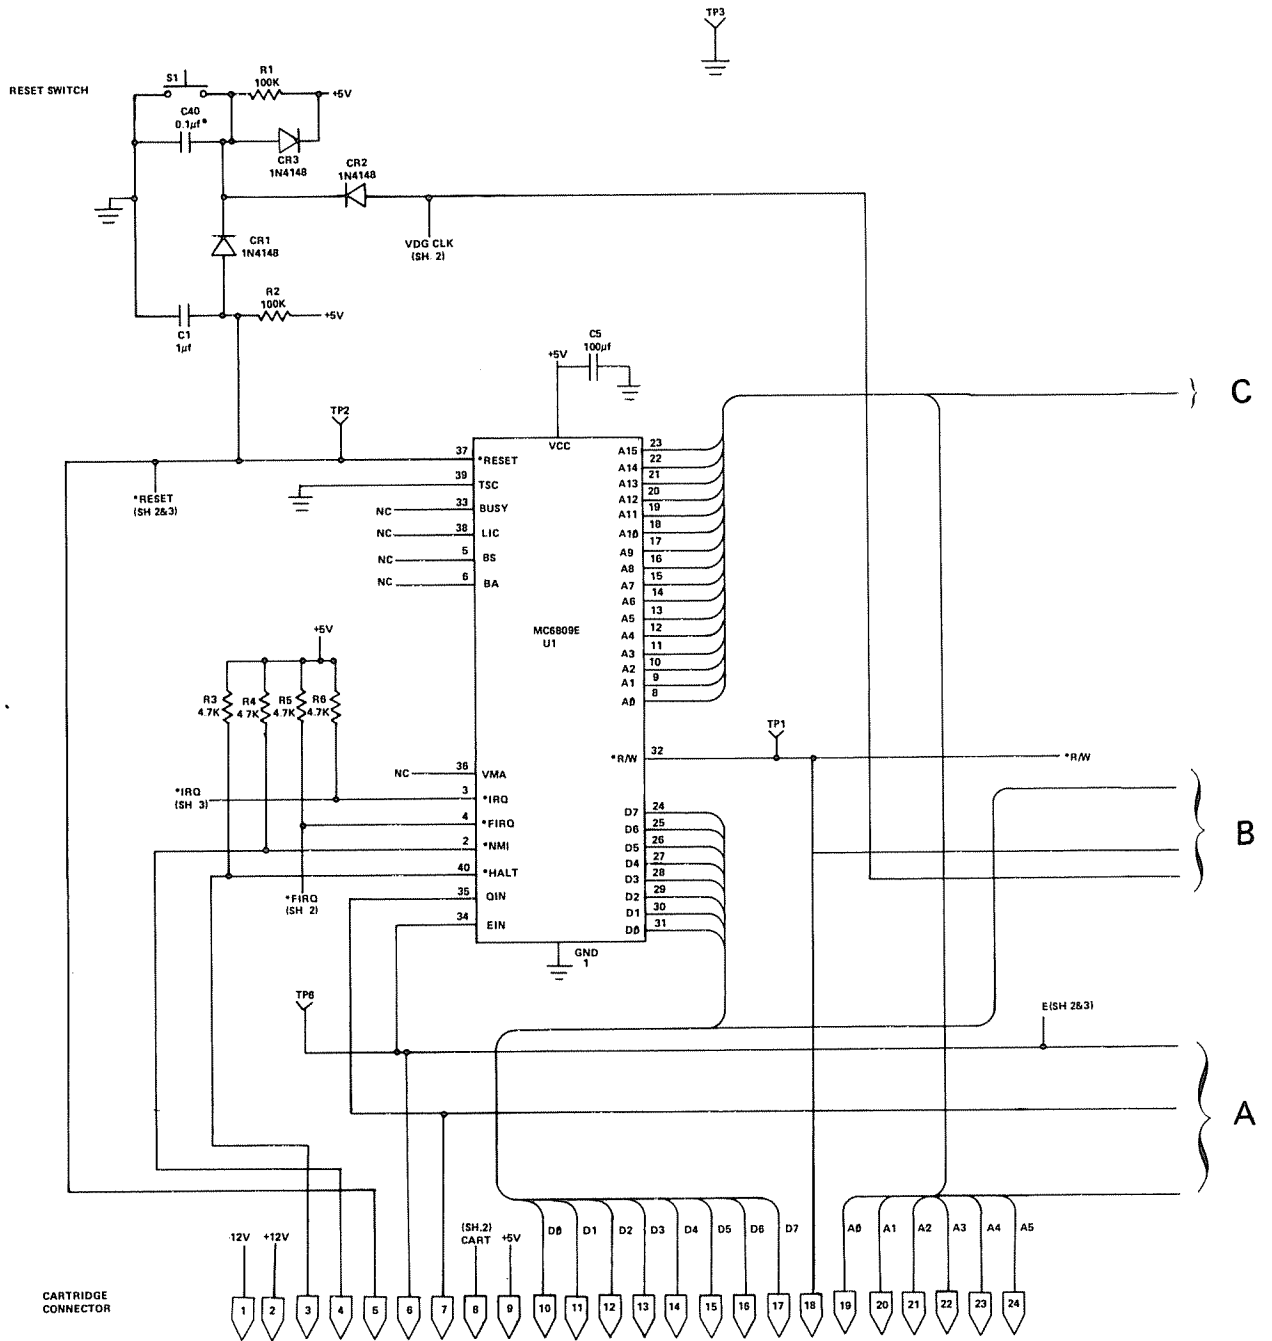 TP3
RESET SWITCH
S1
R1
100K
+5V
C40
0.1µf*
CR3
1N4148
CR2
1N4148
VDG CLK
(SH. 2)
CR1
1N4148
R2
100K
+5V
C1
1µf
C5
100µf
+5V
C
TP2
VCC
37
*RESET
39
TSC
33
NC
BUSY
38
NC
LIC
5
NC
BS
6
NC
BA
*RESET
(SH 2&3)
A15
23
A14
22
A13
21
A12
20
A11
19
A10
18
A9
17
A8
16
A7
15
A6
14
A5
13
A4
12
A3
11
A2
10
A1
9
A0
8
MC6809E
U1
+5V
R3
4.7K
R4
4.7K
R5
4.7K
R6
4.7K
TP1
*R/W
32
*R/W
36
NC
VMA
*IRQ
(SH 3)
3
*IRQ
4
*FIRQ
2
*NMI
40
*HALT
*FIRQ
(SH 2)
35
QIN
34
EIN
D7
24
D6
25
D5
26
D4
27
D3
28
D2
29
D1
30
D0
31
B
GND
1
TP6
E(SH 2&3)
A
12V
+12V
(SH.2)
CART
+5V
D0
D1
D2
D3
D4
D5
D6
D7
A0
A1
A2
A3
A4
A5
CARTRIDGE
CONNECTOR
1
2
3
4
5
6
7
8
9
10
11
12
13
14
15
16
17
18
19
20
21
22
23
24